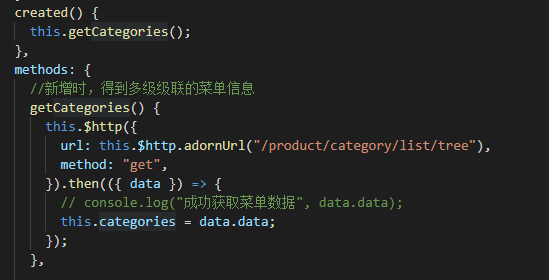 created() {
this.getCategories();
},
methods: {
//新增时，得到多级级联的菜单信息
getCategories() {
this.$http({
url: this.$http.adornUrl("/product/category/list/tree"),
method: "get",
}).then(({ data }) => {
// console.log("成功获取菜单数据", data.data);
this.categories = data.data;
});
},